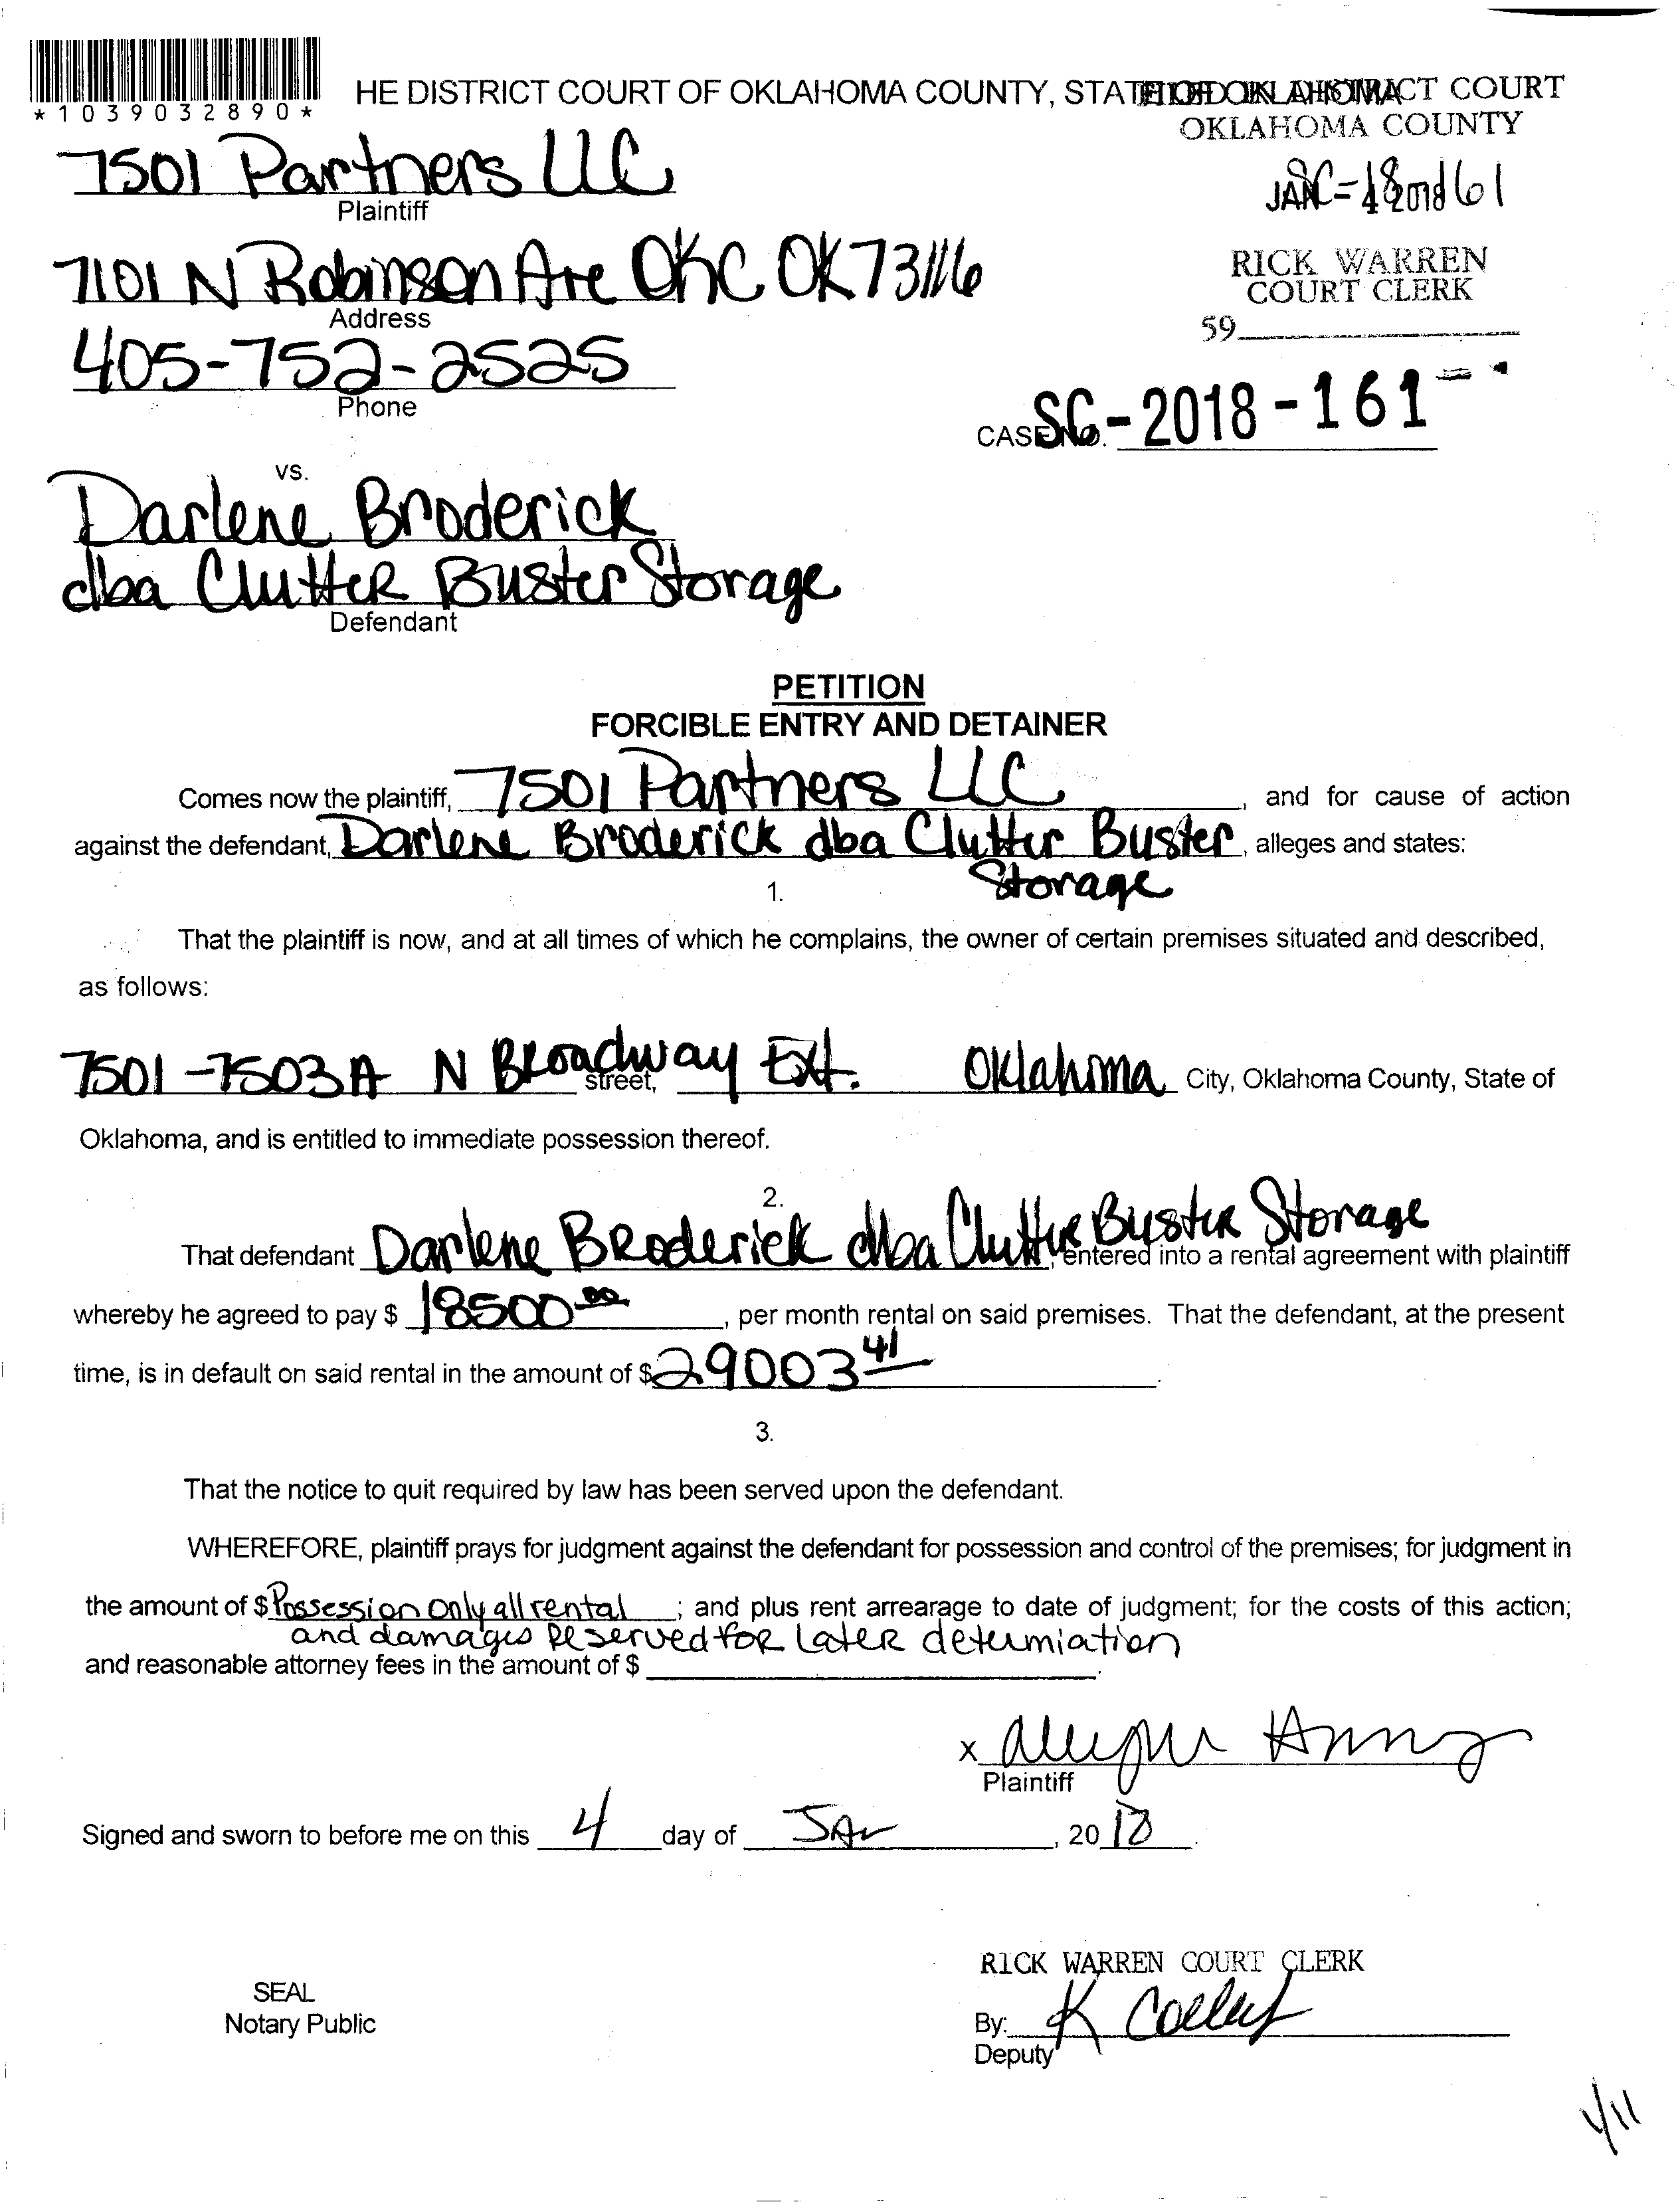 *1039032890*
HE DISTRICT COURT OF OKLAHOMA COUNTY, STATE OF OKLAHOMA
DISTRICT COURT
OKLAHOMA COUNTY
7501 Partners LLC
Plaintiff
JAN - 4 2018
SC-18-161
7101 N Robinson Ave OKC OK 73116
Address
RICK WARREN
COURT CLERK
59
405-752-2525
Phone
CASE NO. SC-2018-161
vs.
Darlene Broderick
dba Clutter Buster Storage
Defendant
PETITION
FORCIBLE ENTRY AND DETAINER
Comes now the plaintiff, 7501 Partners LLC, and for cause of action
against the defendant, Darlene Broderick dba Clutter Buster, alleges and states:
Storage
1.
That the plaintiff is now, and at all times of which he complains, the owner of certain premises situated and described,
as follows:
7501-7503A N Broadway Ext. street, Oklahoma City, Oklahoma County, State of
Oklahoma, and is entitled to immediate possession thereof.
2.
That defendant Darlene Broderick dba Clutter Buster Storage, entered into a rental agreement with plaintiff
whereby he agreed to pay $ 18500.00, per month rental on said premises. That the defendant, at the present
time, is in default on said rental in the amount of $ 29003 41.
3.
That the notice to quit required by law has been served upon the defendant.
WHEREFORE, plaintiff prays for judgment against the defendant for possession and control of the premises; for judgment in
the amount of $ Possession only all rental; and plus rent arrearage to date of judgment; for the costs of this action;
and damages reserved for later determiation
and reasonable attorney fees in the amount of $
x
Plaintiff
Signed and sworn to before me on this 4 day of JAN, 2018.
RICK WARREN COURT CLERK
SEAL
Notary Public
By: K
Deputy
1/11